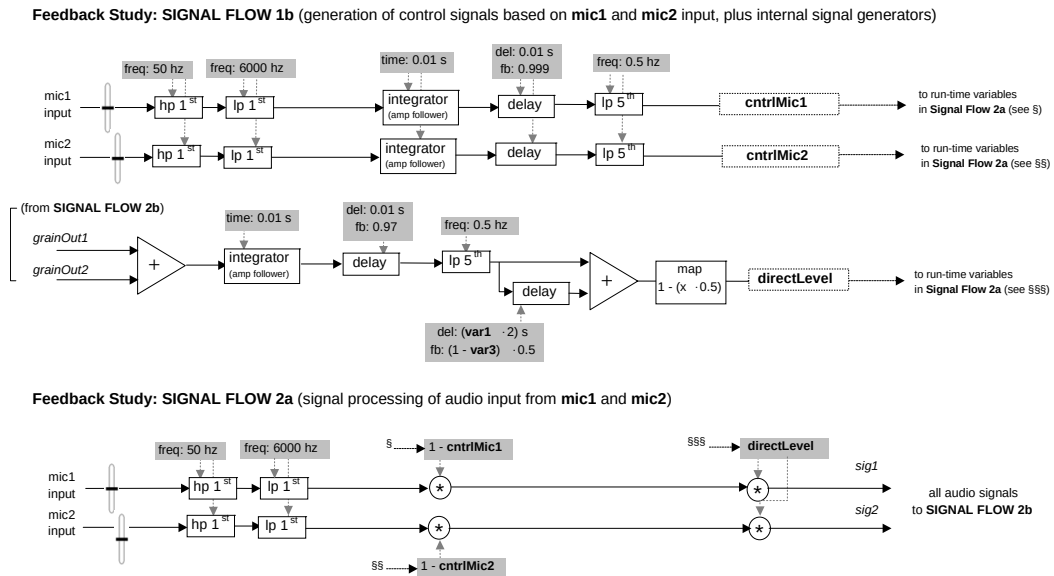 Feedback Study: SIGNAL FLOW 1b (generation of control signals based on mic1 and mic2 input, plus internal signal generators)
freq: 50 hz
freq: 6000 hz
time: 0.01 s
del: 0.01 s
fb: 0.999
freq: 0.5 hz
mic1
input
hp 1st
lp 1st
integrator
(amp follower)
delay
lp 5th
cntrlMic1
to run-time variables
in Signal Flow 2a (see §)
mic2
input
hp 1st
lp 1st
integrator
(amp follower)
delay
lp 5th
cntrlMic2
to run-time variables
in Signal Flow 2a (see §§)
(from SIGNAL FLOW 2b)
grainOut1
grainOut2
+
time: 0.01 s
integrator
(amp follower)
del: 0.01 s
fb: 0.97
delay
freq: 0.5 hz
lp 5th
delay
del: (var1 ·2) s
fb: (1 - var3) ·0.5
+
map
1 - (x ·0.5)
directLevel
to run-time variables
in Signal Flow 2a (see §§§)
Feedback Study: SIGNAL FLOW 2a (signal processing of audio input from mic1 and mic2)
freq: 50 hz
freq: 6000 hz
§
1 - cntrlMic1
§§§
directLevel
mic1
input
hp 1st
lp 1st
*
*
sig1
mic2
input
hp 1st
lp 1st
*
*
sig2
all audio signals
to SIGNAL FLOW 2b
§§
1 - cntrlMic2